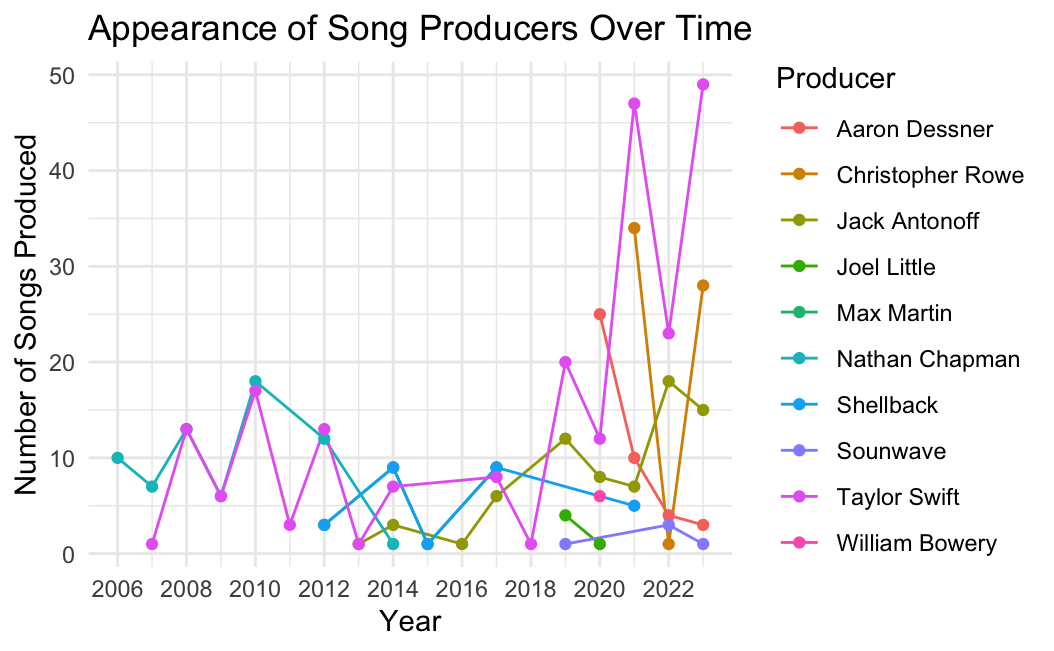 Appearance of Song Producers Over Time
Number of Songs Produced
50
40
30
20
10
0
2006 2008 2010 2012 2014 2016 2018 2020 2022
Year
Producer
Aaron Dessner
Christopher Rowe
Jack Antonoff
Joel Little
Max Martin
Nathan Chapman
Shellback
Sounwave
Taylor Swift
William Bowery